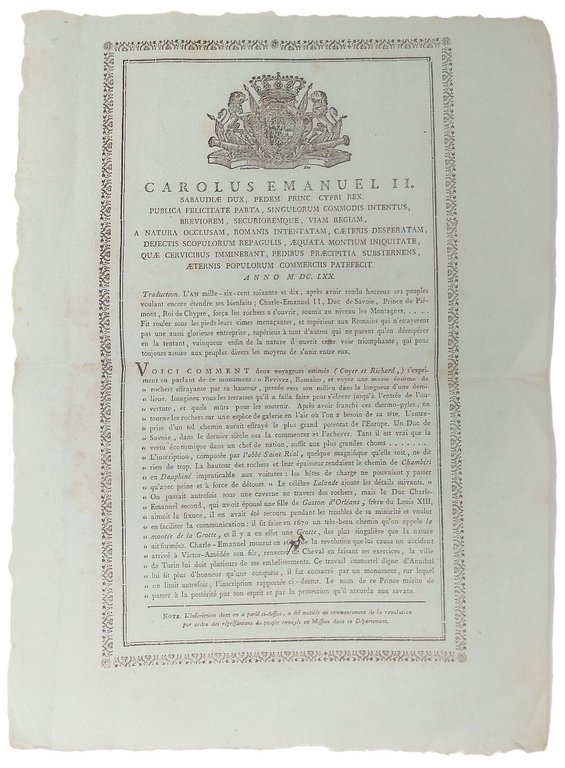 CAROLUS EMANUEL II.
SABAUDIÆ DUX, PEDEM. PRINC. CYPRI REX.
PUBLICA FELICITATE PARTA, SINGULORUM COMMODIS INTENTUS,
BREVIOREM, SECURIOREMQUE, VIAM REGIAM,
A NATURA OCCLUSAM, ROMANIS INTENTATAM, CÆTERIS DESPERATAM,
DEJECTIS SCOPULORUM REPAGULIS, ÆQUATA MONTIUM INIQUITATE,
QUÆ CERVICIBUS IMMINEBANT, PEDIBUS PRÆCIPITIA SUBSTERNENS,
ÆTERNIS POPULORUM COMMERCIIS PATEFECIT.
ANNO M. DC. LXX.
Traduction. L'AN mille-six-cent soixante et dix, après avoir rendu heureux ses peuples
voulant encore étendre ses bienfaits; Charle-Emanuel II, Duc de Savoie, Prince de Pié-
mont, Roi de Chypre, força les rochers à s'ouvrir, soumit au niveau les Montagnes.....
Fit rouler sous les pieds leurs cimes menaçantes, et supérieur aux Romains qui n'essayerent
pas une aussi glorieuse entreprise, supérieur à tant d'autres qui ne purent qu'en désespérer
en la tentant, vainqueur enfin de la nature il ouvrit cette voie triomphante, qui pour
toujours assure aux peuples divers les moyens de s'unir entre eux.
VOICI COMMENT deux voyageurs estimés (Coyer et Richard,) s'expri-
ment en parlant de ce monument: « Revivez, Romains, et voyez une masse énorme de
« rochers effrayante par sa hauteur, percée vers son milieu dans la longueur d'une demi-
« lieue. Imaginez vous les terrasses qu'il a fallu faire pour s'élever jusqu'à l'entrée de l'ou-
« verture, et quels mûrs pour les soutenir. Après avoir franchi ces thermo-pyles, on
« tourne les rochers sur une espèce de galerie en l'air où l'on a besoin de sa tête. L'entre-
« prise d'un tel chemin aurait effrayé le plus grand potentat de l'Europe. Un Duc de
« Savoie, dans le dernier siècle osa la commencer et l'achever. Tant il est vrai que la
« vertu économique dans un chef de nation, suffit aux plus grandes choses......
« L'inscription, composée par l'abbé Saint Réal, quelque magnifique qu'elle soit, ne dit
« rien de trop. La hauteur des rochers et leur épaisseur rendaient le chemin de Chambéri
« en Dauphiné impraticable aux voitures: les bêtes de charge ne pouvaient y passer
« qu'avec peine et à force de détours. » Le célèbre Lalande ajoute les détails suivants. »
« On passait autrefois sous une caverne au travers des rochers, mais le Duc Charle-
« Emanuel second, qui avoit épousé une fille de Gaston d'Orléans, frère de Louis XIII,
« aimoit la france, il en avait été secouru pendant les troubles de sa minorité et voulut
« en faciliter la communication: il fit faire en 1670 un très-beau chemin qu'on appele la
« montée de la Grotte, et il y a en effet une Grotte, des plus singulière que la nature
« ait formées. Charle-Emanuel mourut en de la revolution que lui causa un accident
« arrivé à Victor-Amédée son fils, renversé de Cheval en faisant ses exercices, la ville
« de Turin lui doit plusieurs de ses embelissements. Ce travail immortel digne d'Annibal
« lui fit plus d'honneur qu'une conquête, il fut consacré par un monument, sur lequel
« on lisait autrefois, l'inscription rapportée ci-dessus. Le nom de ce Prince mérite de
« passer à la postérité par son esprit et par la protection qu'il accorda aux savans.
NOTE. L'inscription dont on a parlé ci-dessus, a été mutilée au commencement de la revolution
par ordre des réprésentans du peuple envoyés en Mission dans ce Département.